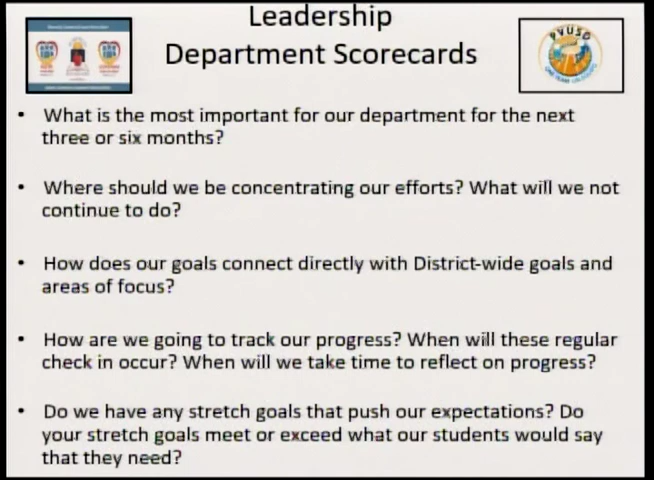 Leadership
Department Scorecards
PVUSD
• What is the most important for our department for the next
three or six months?
• Where should we be concentrating our efforts? What will we not
continue to do?
• How does our goals connect directly with District-wide goals and
areas of focus?
• How are we going to track our progress? When will these regular
check in occur? When will we take time to reflect on progress?
• Do we have any stretch goals that push our expectations? Do
your stretch goals meet or exceed what our students would say
that they need?